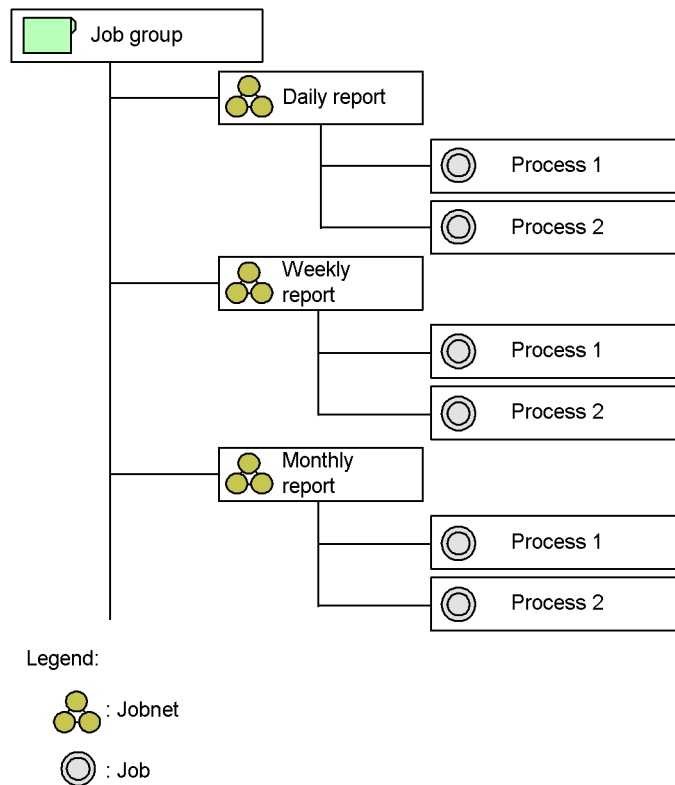 Job group
Daily report
Process 1
Process 2
Weekly
report
Process 1
Process 2
Monthly
report
Process 1
Process 2
Legend:
: Jobnet
: Job